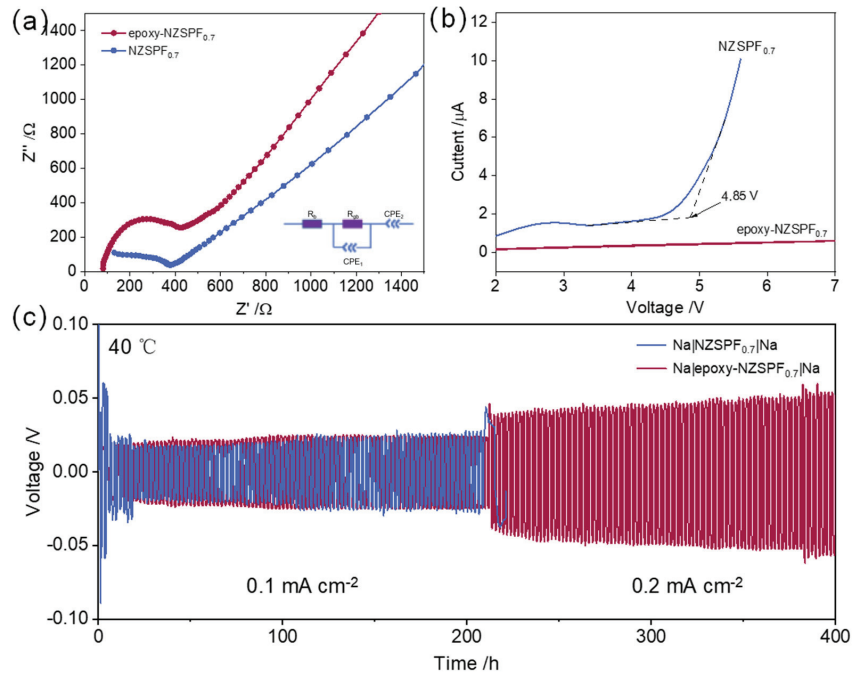 (a)
epoxy-NZSPF0.7
NZSPF0.7
Z'' /Ω
1400
1200
1000
800
600
400
200
0
0 200 400 600 800 1000 1200 1400
Z' /Ω
Rb
Rgb
CPE2
CPE1
(b)
Cuttent /μA
12
10
8
6
4
2
0
NZSPF0.7
4.85 V
epoxy-NZSPF0.7
2 3 4 5 6 7
Voltage /V
(c)
Voltage /V
0.10
0.05
0.00
-0.05
-0.10
40 ℃
Na|NZSPF0.7|Na
Na|epoxy-NZSPF0.7|Na
0.1 mA cm-2
0.2 mA cm-2
0 100 200 300 400
Time /h